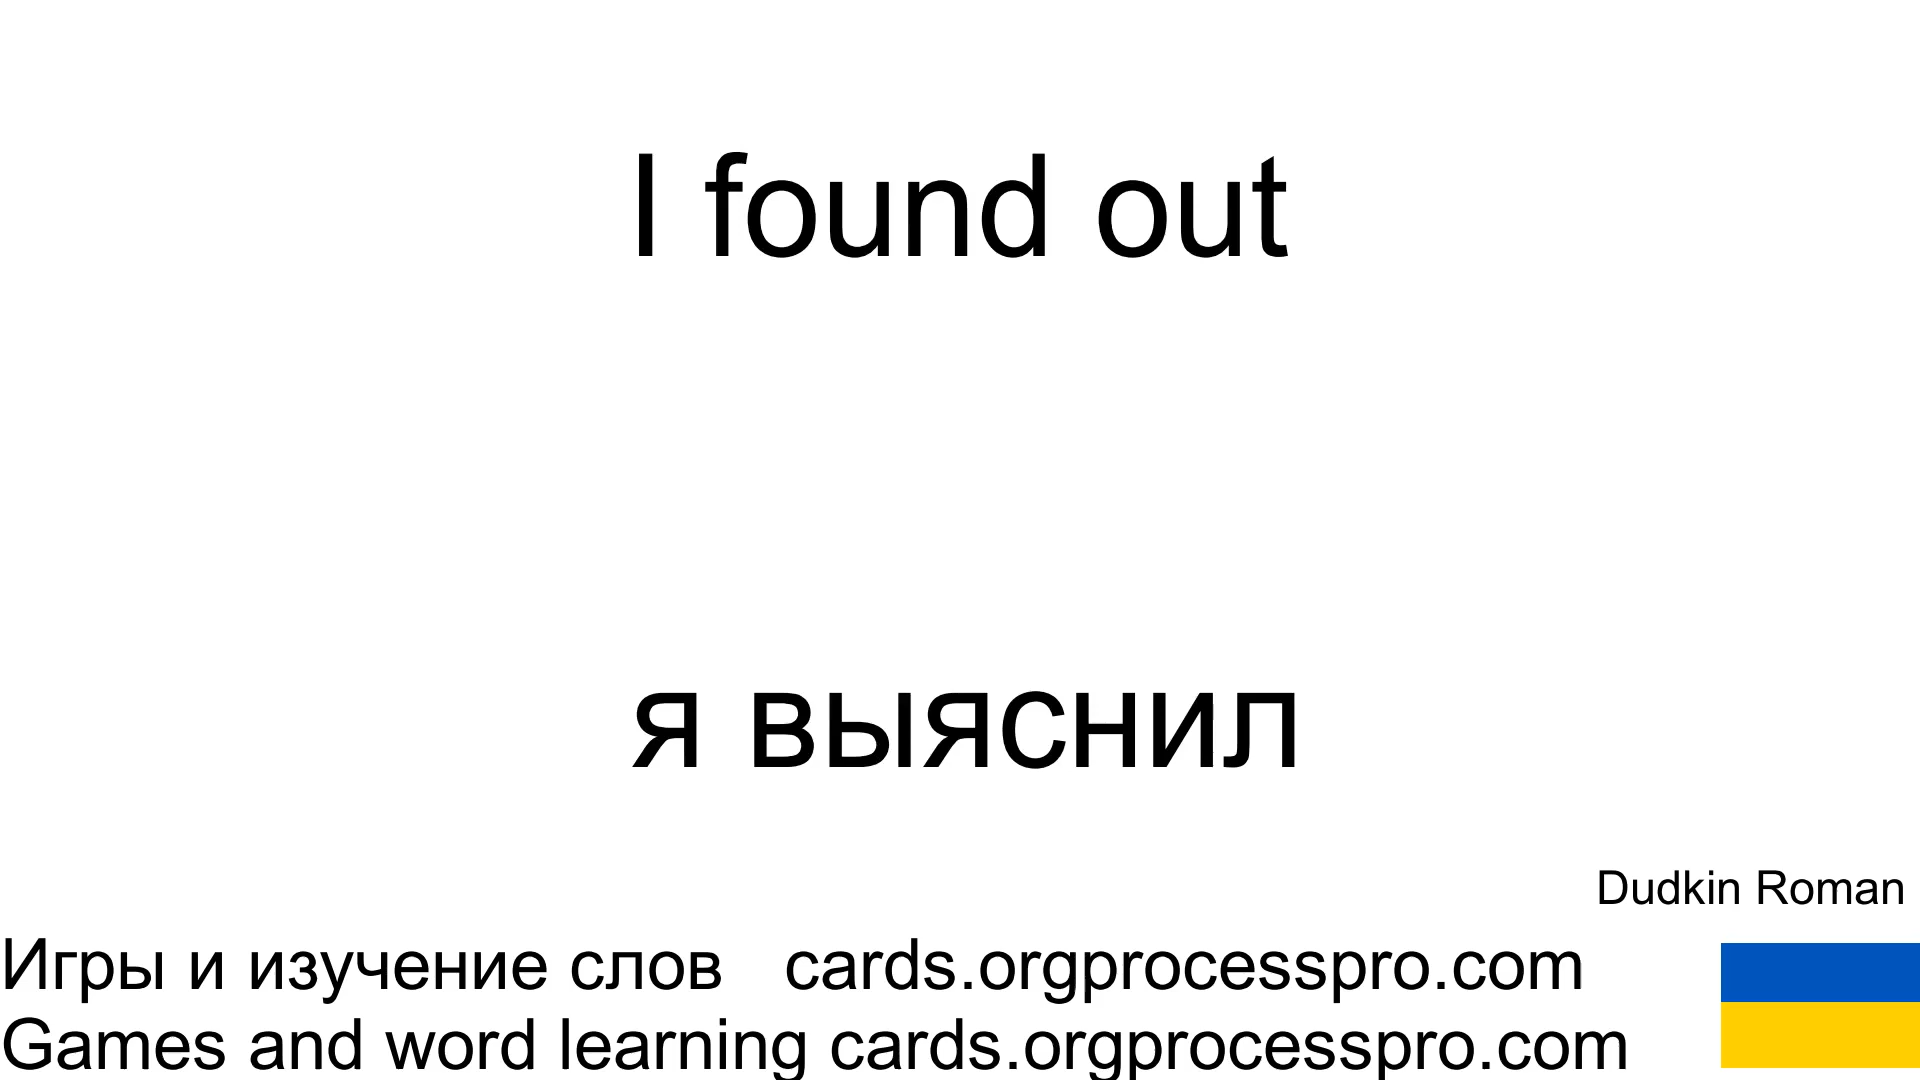 I found out
я выяснил
Dudkin Roman
Игры и изучение слов cards.orgprocesspro.com
Games and word learning cards.orgprocesspro.com